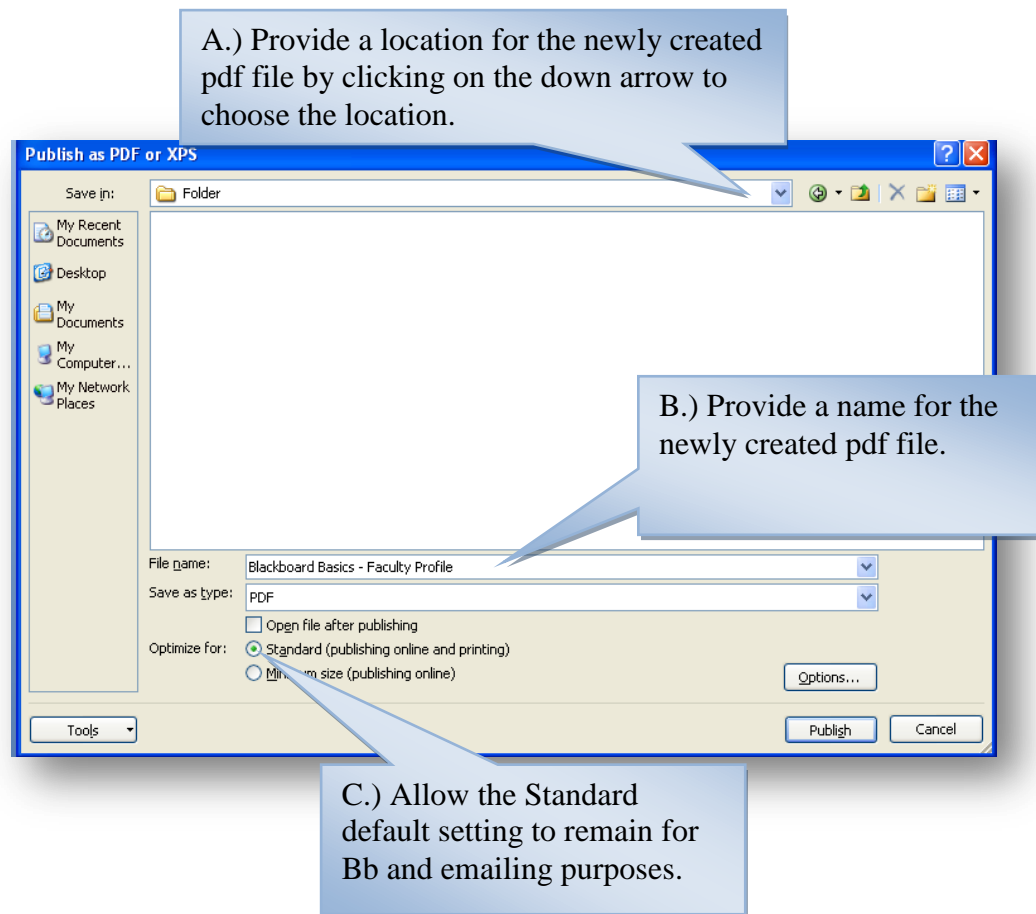 A.) Provide a location for the newly created
pdf file by clicking on the down arrow to
choose the location.
Publish as PDF or XPS
Save in:
Folder
My Recent
Documents
Desktop
My
Documents
My
Computer...
My Network
Places
B.) Provide a name for the
newly created pdf file.
File name:
Blackboard Basics - Faculty Profile
Save as type:
PDF
Open file after publishing
Optimize for:
Standard (publishing online and printing)
size (publishing online)
Options...
Tools
Publish
Cancel
C.) Allow the Standard
default setting to remain for
Bb and emailing purposes.